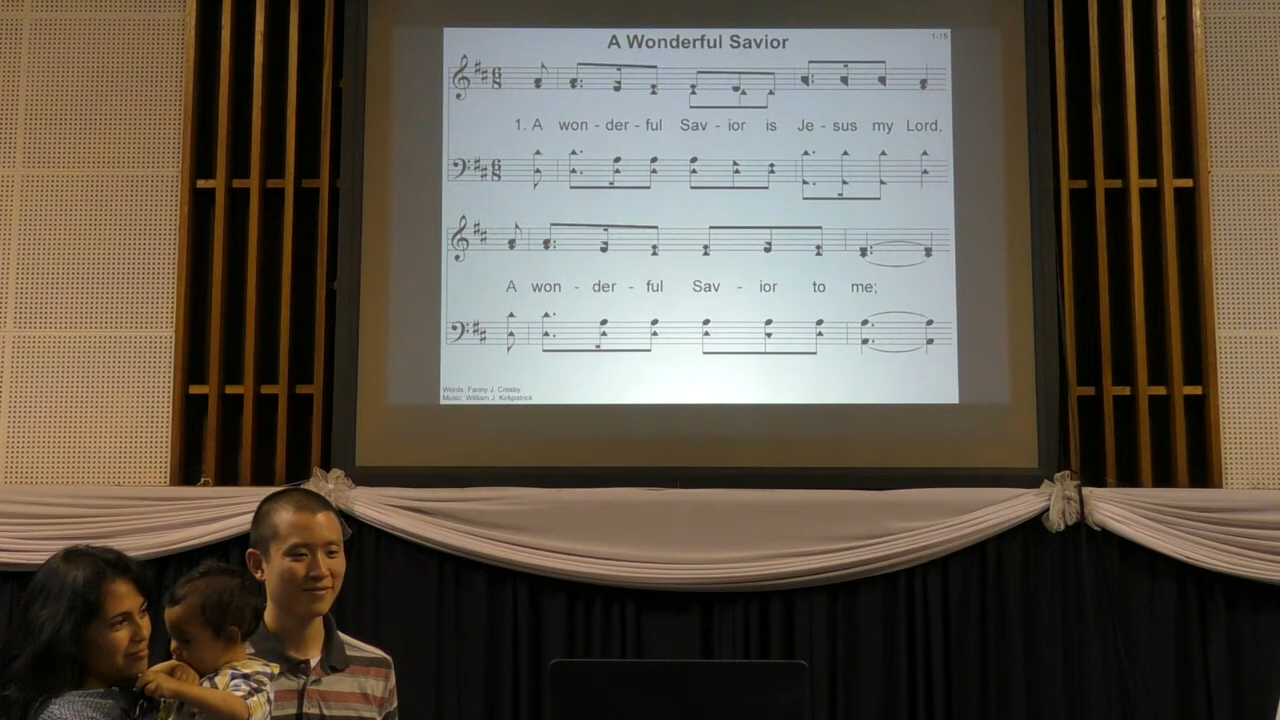 A Wonderful Savior
1-15
1. A won - der - ful Sav - ior is Je - sus my Lord,
A won - der - ful Sav - ior to me;
Words: Fanny J. Crosby
Music: William J. Kirkpatrick